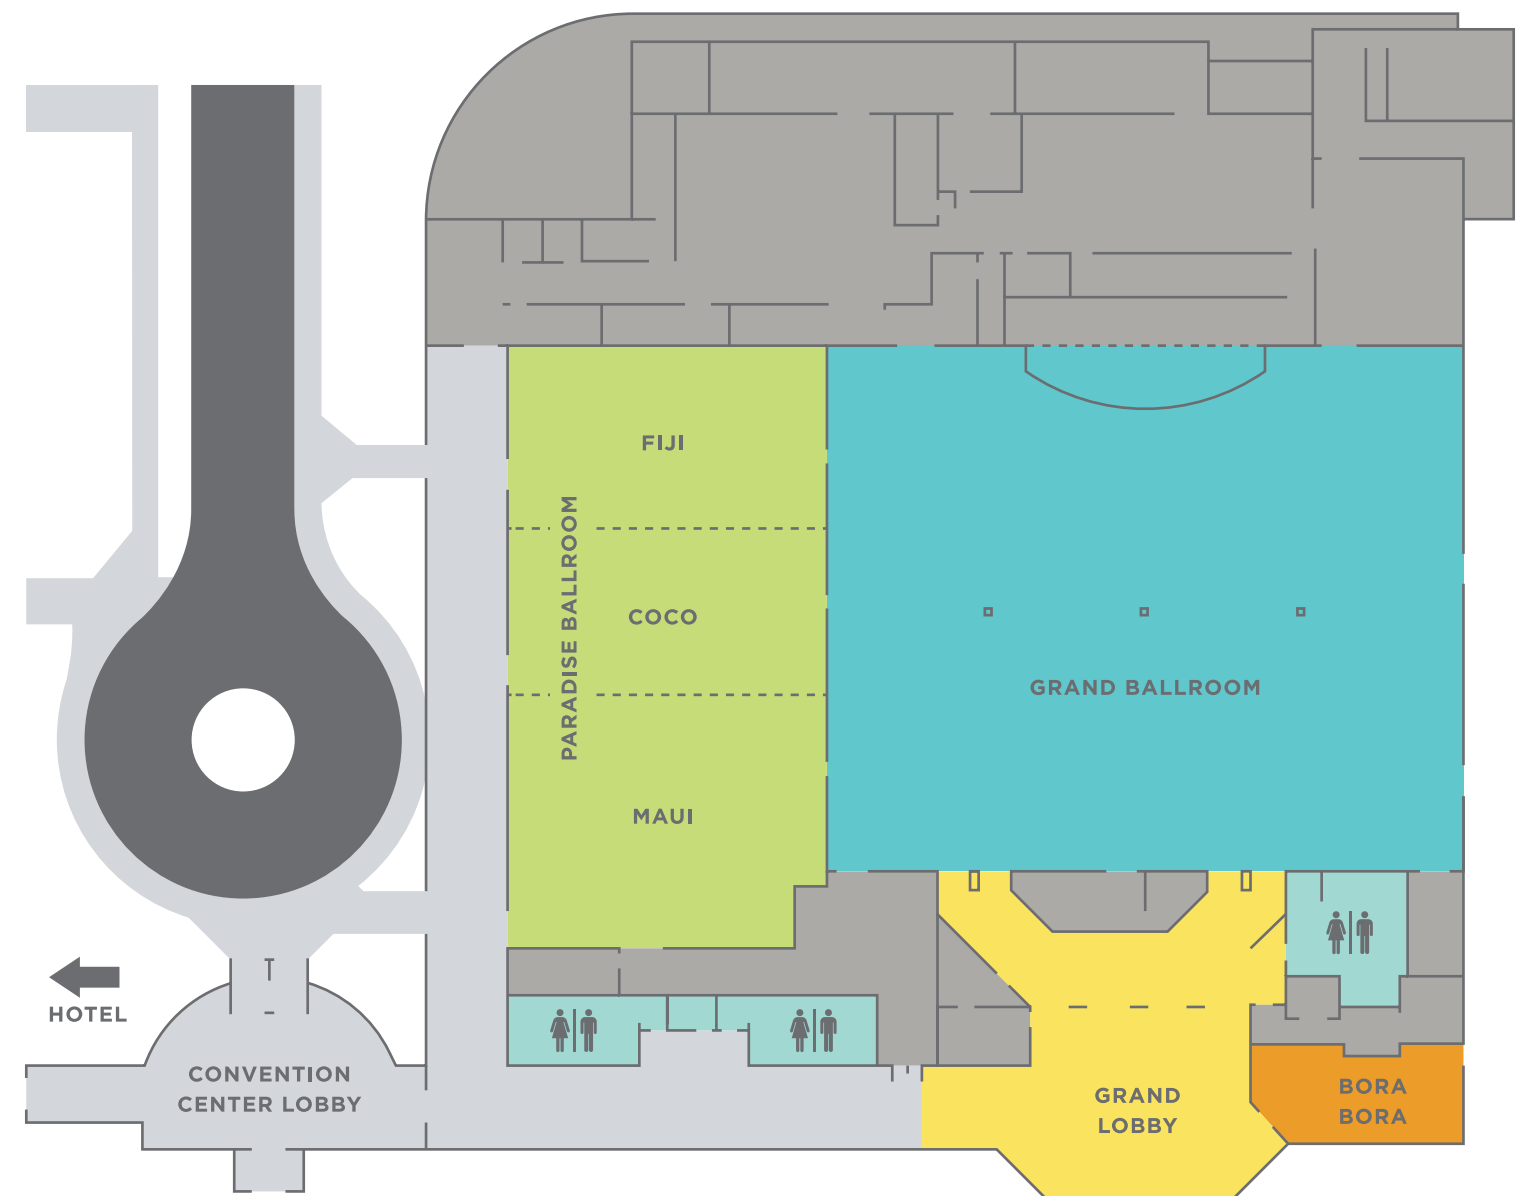 FIJI
PARADISE BALLROOM
COCO
GRAND BALLROOM
MAUI
HOTEL
CONVENTION
CENTER LOBBY
GRAND
LOBBY
BORA
BORA